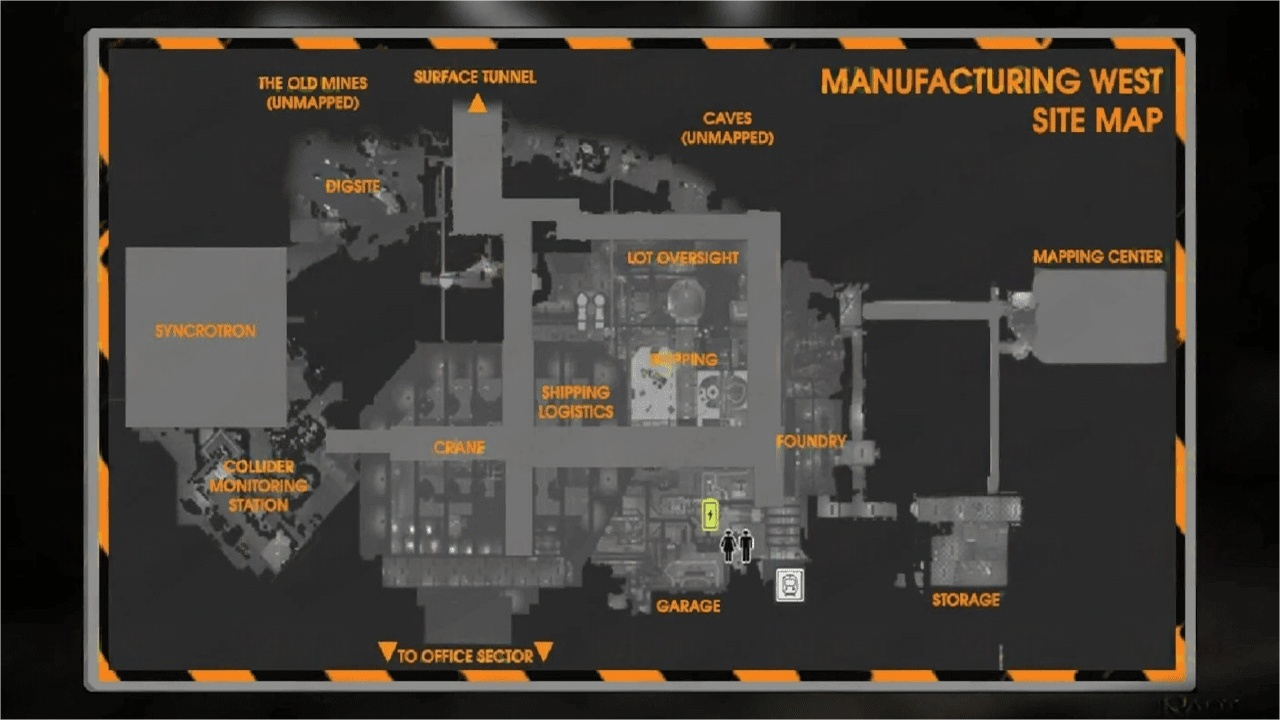 MANUFACTURING WEST
SITE MAP
THE OLD MINES
(UNMAPPED)
SURFACE TUNNEL
CAVES
(UNMAPPED)
DIGSITE
LOT OVERSIGHT
MAPPING CENTER
SYNCROTRON
SHIPPING
LOGISTICS
CRANE
FOUNDRY
COLLIDER
MONITORING
STATION
GARAGE
STORAGE
TO OFFICE SECTOR